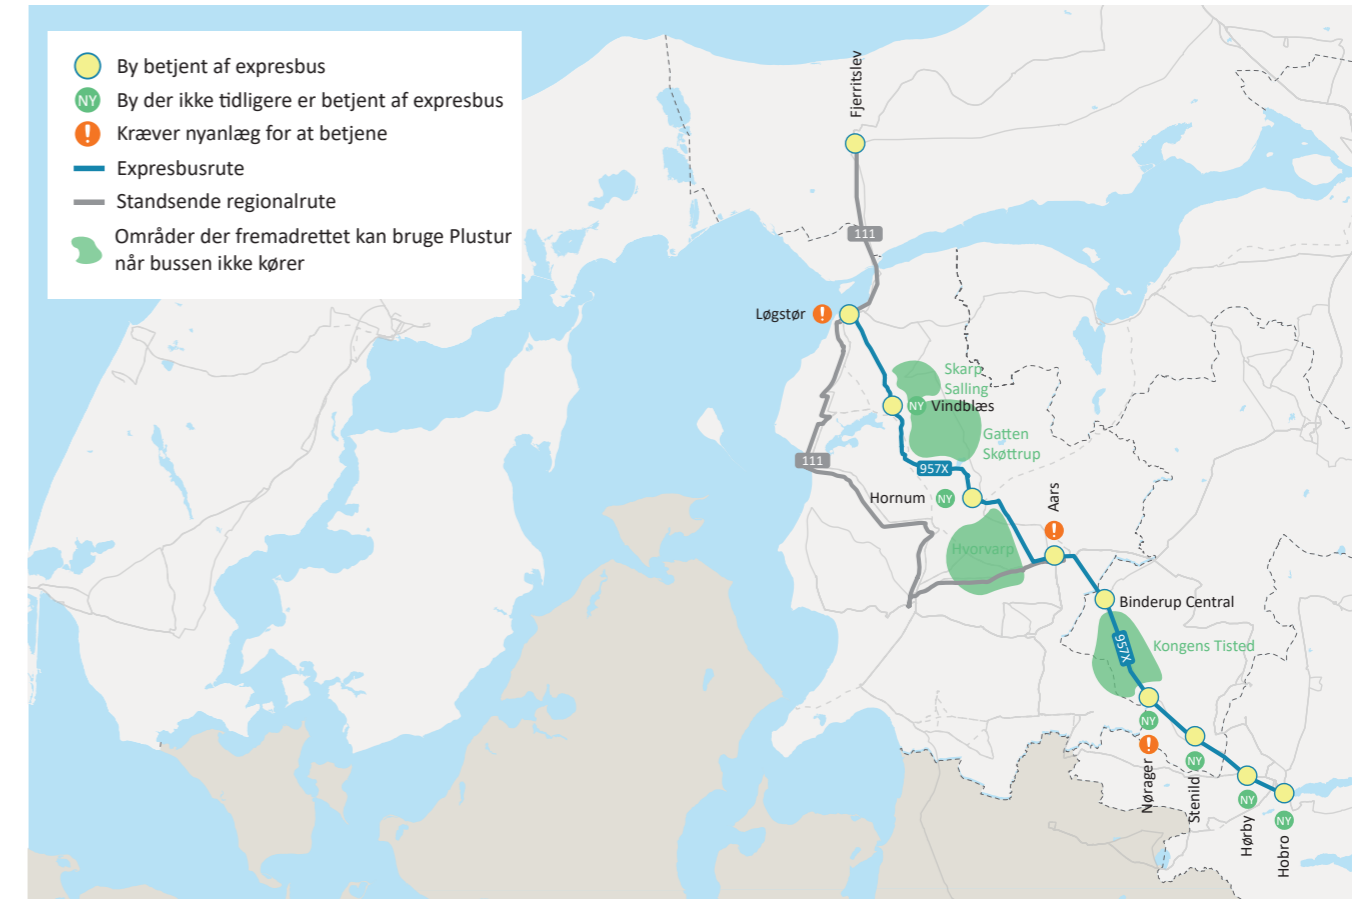 NY
By betjent af expresbus
By der ikke tidligere er betjent af expresbus
!
Kræver nyanlæg for at betjene
Expresbusrute
Standsende regionalrute
Områder der fremadrettet kan bruge Plustur
når bussen ikke kører
Fjerritslev
111
Løgstør
!
Skarp
Salling
NY
Vindblæs
Gatten
Skøttrup
111
957X
Hornum
NY
Aars
!
Hvorvarp
Binderup Central
957X
Kongens Tisted
NY
!
Nørager
NY
Stenild
NY
Hørby
NY
Hobro